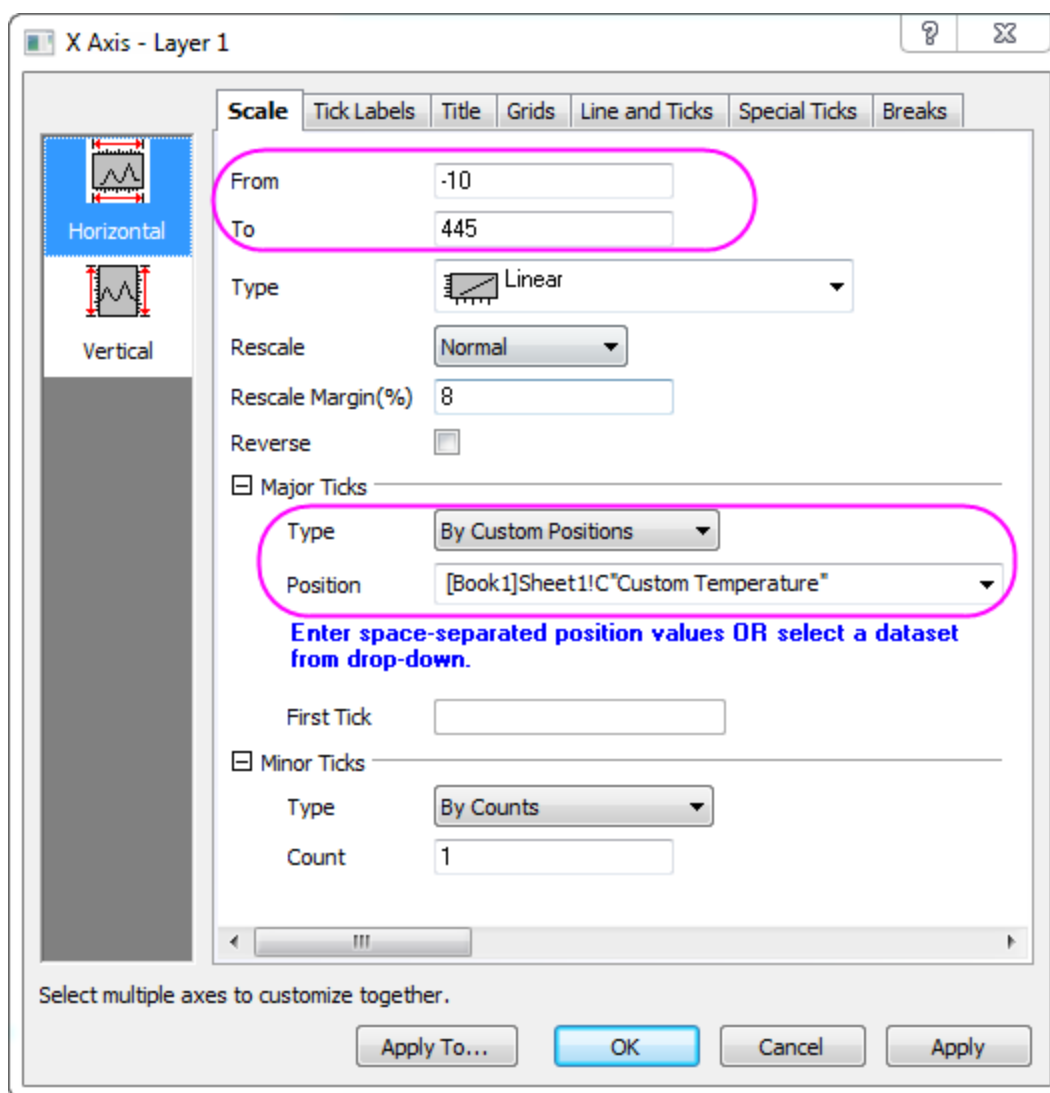 X Axis - Layer 1
Scale Tick Labels Title Grids Line and Ticks Special Ticks Breaks
Horizontal
Vertical
From -10
To 445
Type Linear
Rescale Normal
Rescale Margin(%) 8
Reverse
Major Ticks
Type By Custom Positions
Position [Book1]Sheet1!C"Custom Temperature"
Enter space-separated position values OR select a dataset
from drop-down.
First Tick
Minor Ticks
Type By Counts
Count 1
Select multiple axes to customize together.
Apply To... OK Cancel Apply